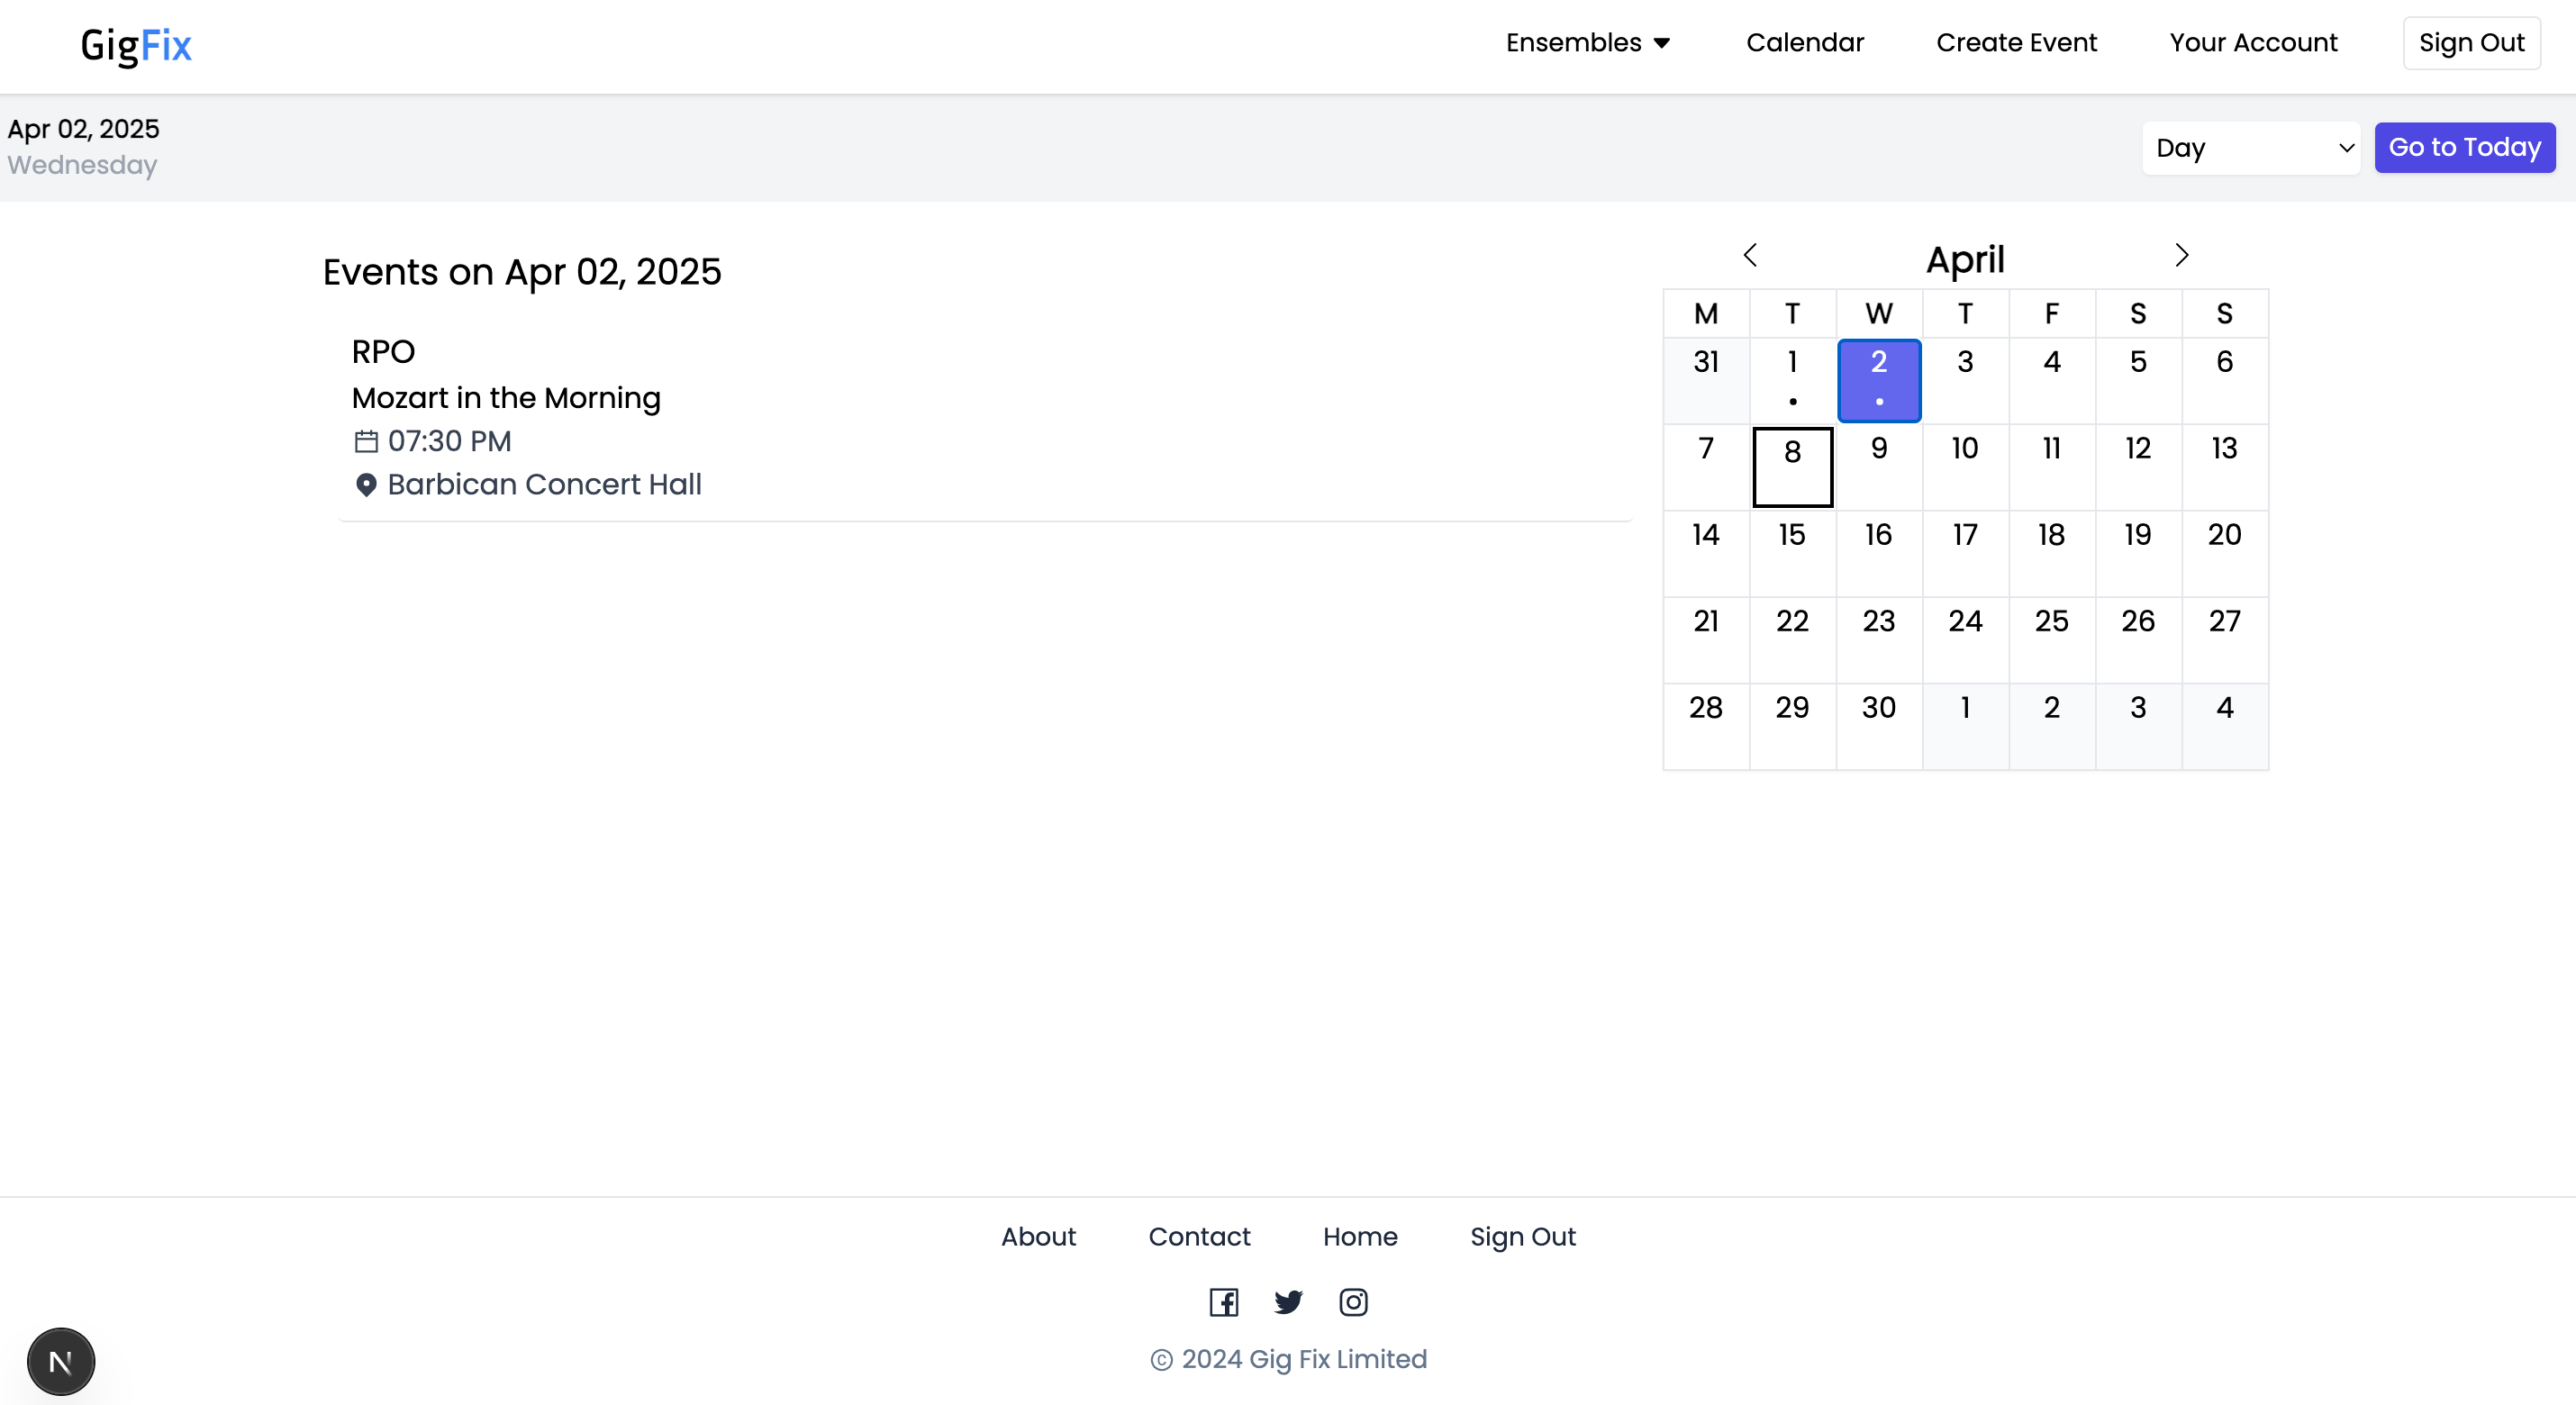 GigFix
Ensembles Calendar Create Event Your Account Sign Out
Apr 02, 2025
Wednesday
Day Go to Today
Events on Apr 02, 2025
RPO
Mozart in the Morning
07:30 PM
Barbican Concert Hall
April
M T W T F S S
31 1 2 3 4 5 6
7 8 9 10 11 12 13
14 15 16 17 18 19 20
21 22 23 24 25 26 27
28 29 30 1 2 3 4
About Contact Home Sign Out
© 2024 Gig Fix Limited
N